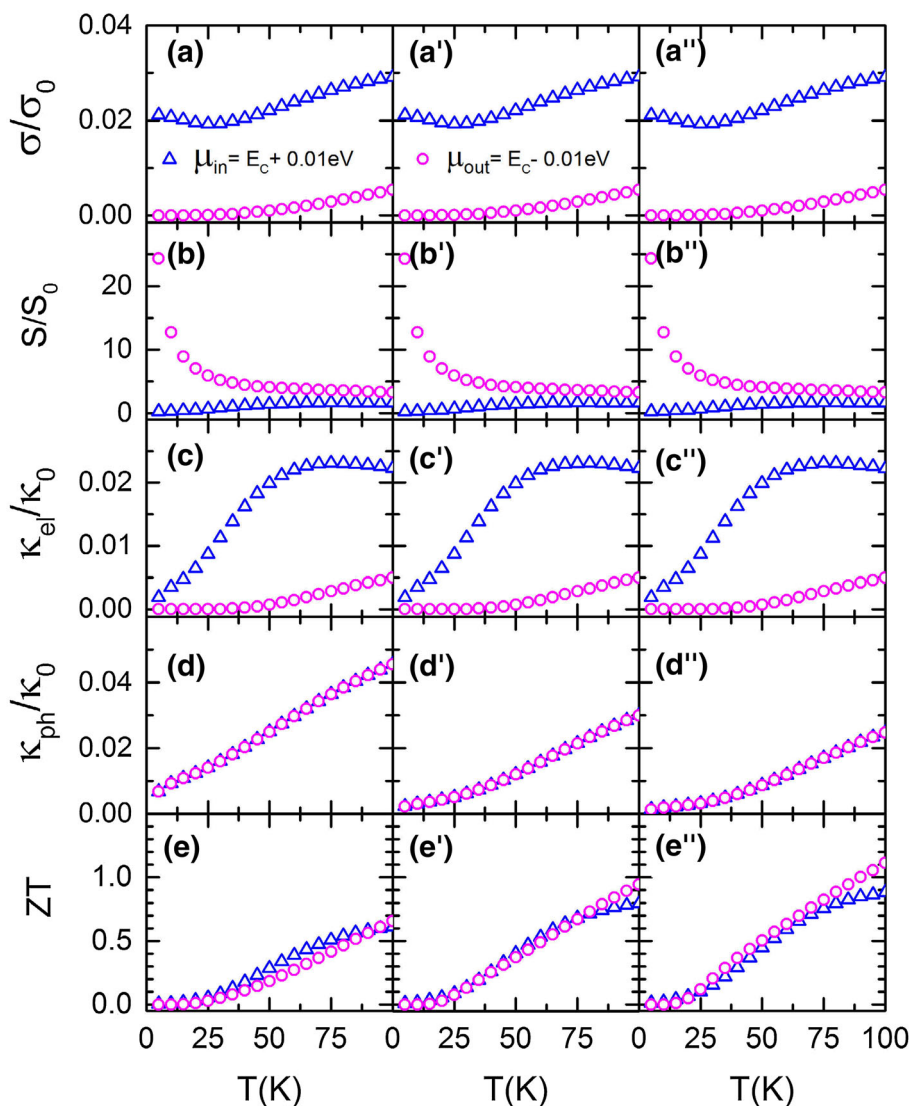 0.04
(a) (a') (a'')
σ/σ₀
0.02
△ μin = EC + 0.01eV ○ μout = EC - 0.01eV
0.00
(b) (b') (b'')
20
S/S₀
10
0
(c) (c') (c'')
0.02
κel/κ₀
0.01
0.00
(d) (d') (d'')
0.04
κph/κ₀
0.02
0.00
(e) (e') (e'')
1.0
ZT
0.5
0.0
0 25 50 75 0 25 50 75 0 25 50 75 100
T(K) T(K) T(K)